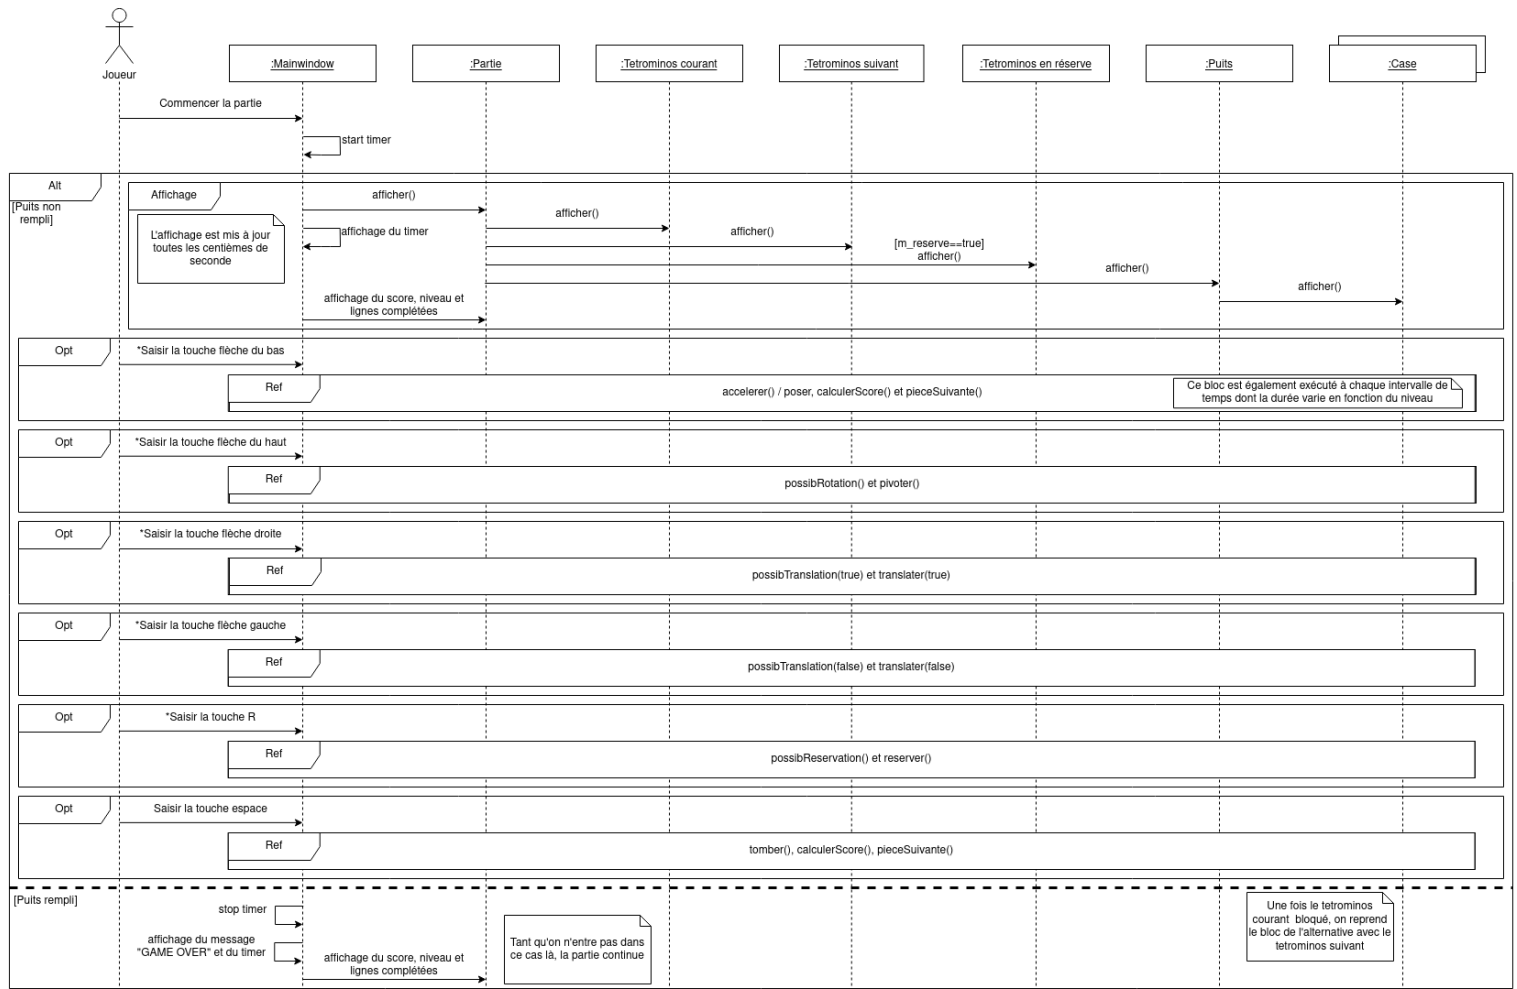 Joueur
:Mainwindow
:Partie
:Tetrominos courant
:Tetrominos suivant
:Tetrominos en réserve
:Puits
:Case
Commencer la partie
start timer
Alt
[Puits non
rempli]
Affichage
afficher()
L'affichage est mis à jour
toutes les centièmes de
seconde
affichage du timer
afficher()
afficher()
[m_reserve==true]
afficher()
afficher()
afficher()
affichage du score, niveau et
lignes complétées
Opt
*Saisir la touche flèche du bas
Ref
accelerer() / poser, calculerScore() et pieceSuivante()
Ce bloc est également exécuté à chaque intervalle de
temps dont la durée varie en fonction du niveau
Opt
*Saisir la touche flèche du haut
Ref
possibRotation() et pivoter()
Opt
*Saisir la touche flèche droite
Ref
possibTranslation(true) et translater(true)
Opt
*Saisir la touche flèche gauche
Ref
possibTranslation(false) et translater(false)
Opt
*Saisir la touche R
Ref
possibReservation() et reserver()
Opt
Saisir la touche espace
Ref
tomber(), calculerScore(), pieceSuivante()
[Puits rempli]
stop timer
affichage du message
"GAME OVER" et du timer
affichage du score, niveau et
lignes complétées
Tant qu'on n'entre pas dans
ce cas là, la partie continue
Une fois le tetrominos
courant bloqué, on reprend
le bloc de l'alternative avec le
tetrominos suivant